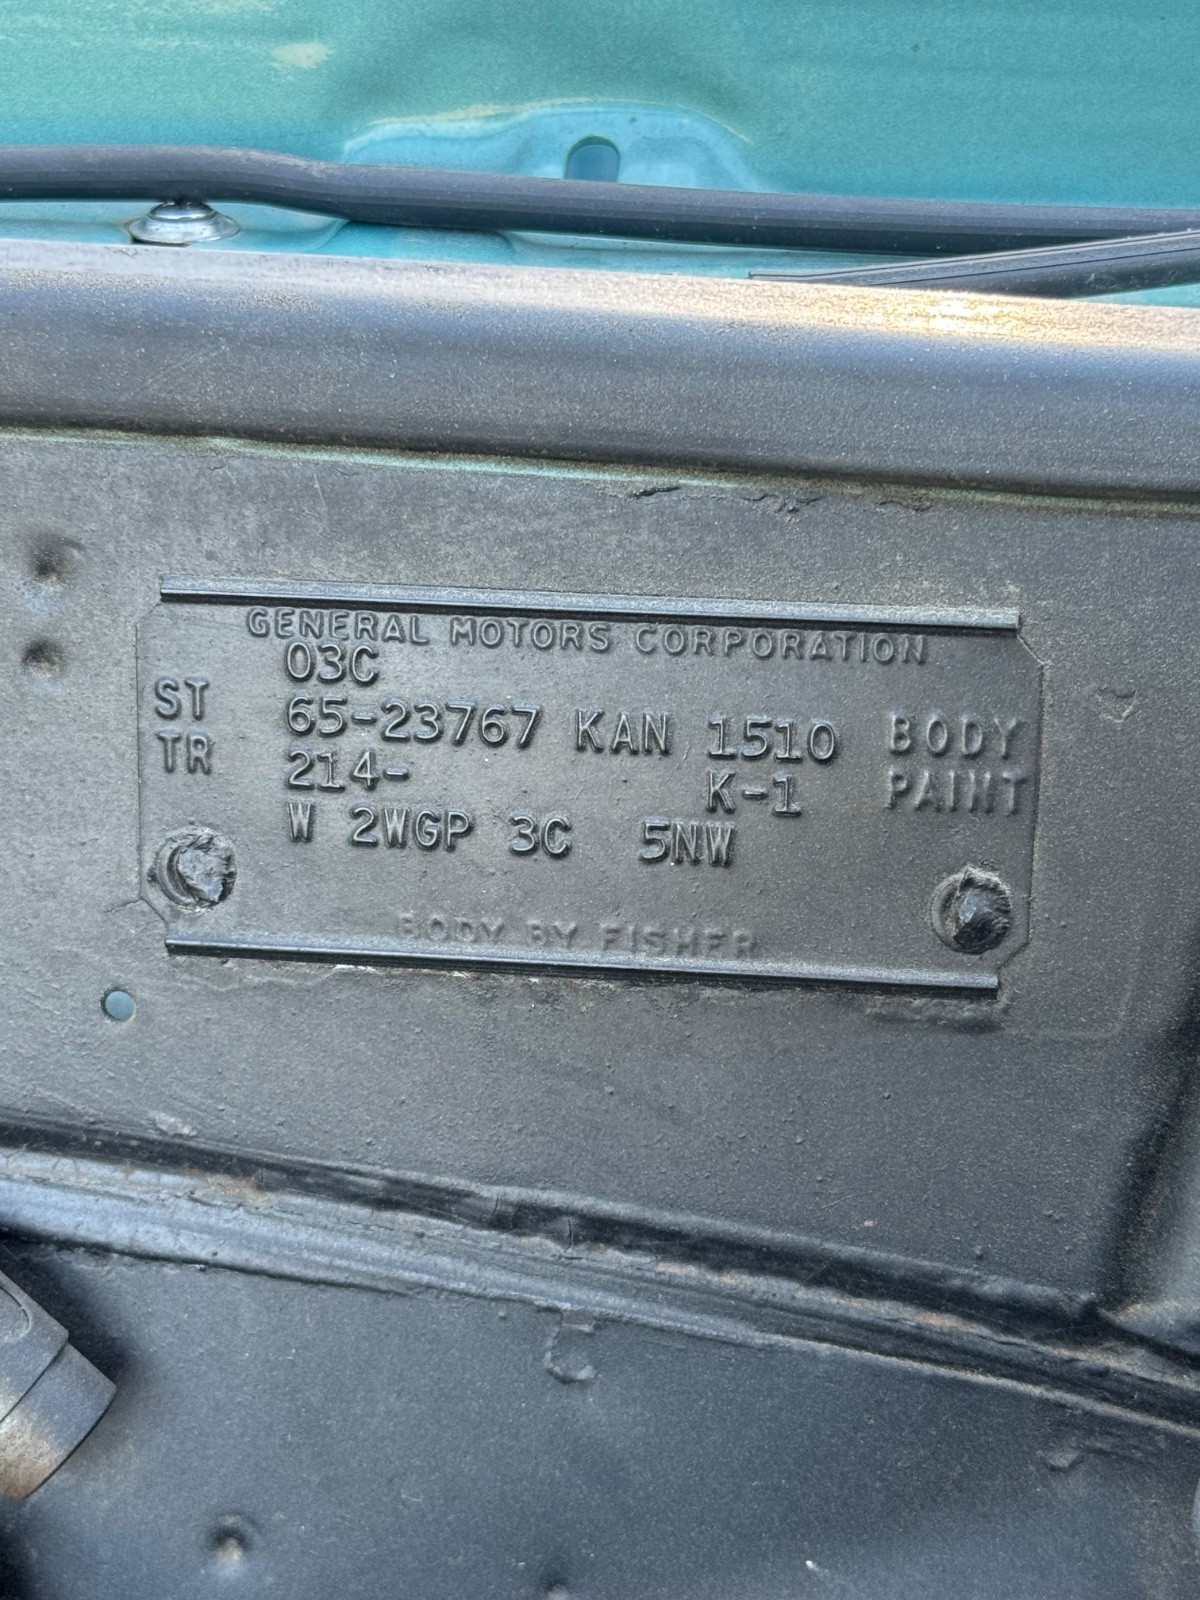 GENERAL MOTORS CORPORATION
03C
ST 65-23767 KAN 1510 BODY
TR 214- K-1 PAINT
W 2WGP 3C 5NW
BODY BY FISHER